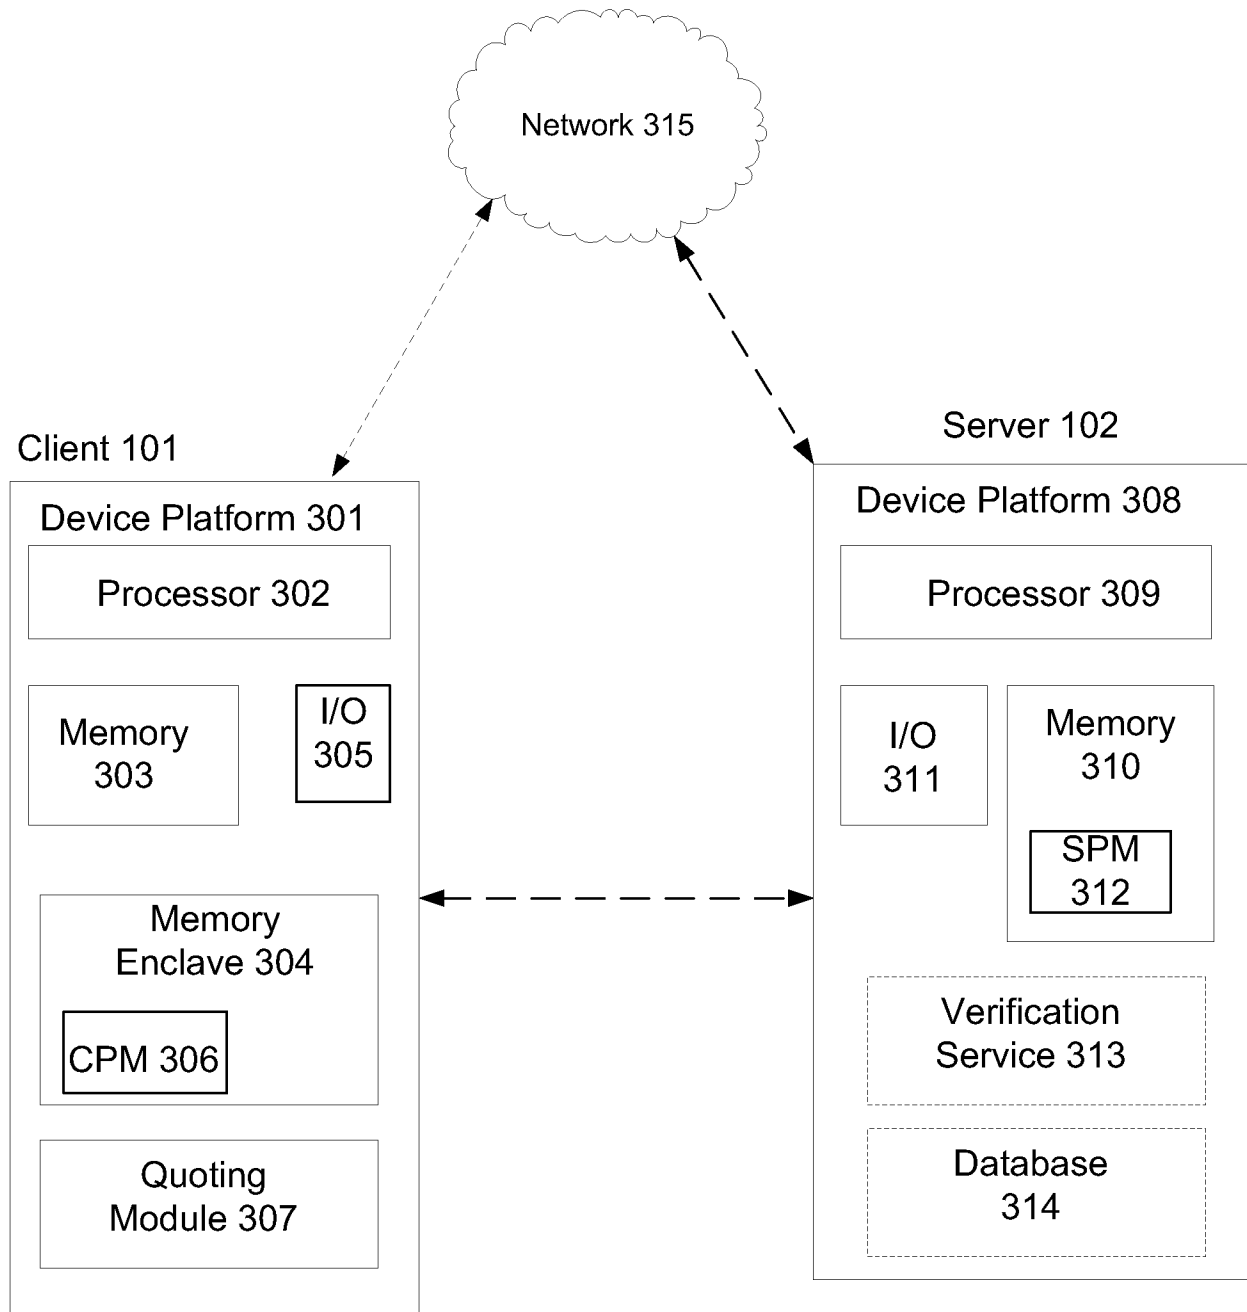 Network 315
Client 101
Device Platform 301
Processor 302
Memory
303
I/O
305
Memory
Enclave 304
CPM 306
Quoting
Module 307
Server 102
Device Platform 308
Processor 309
I/O
311
Memory
310
SPM
312
Verification
Service 313
Database
314